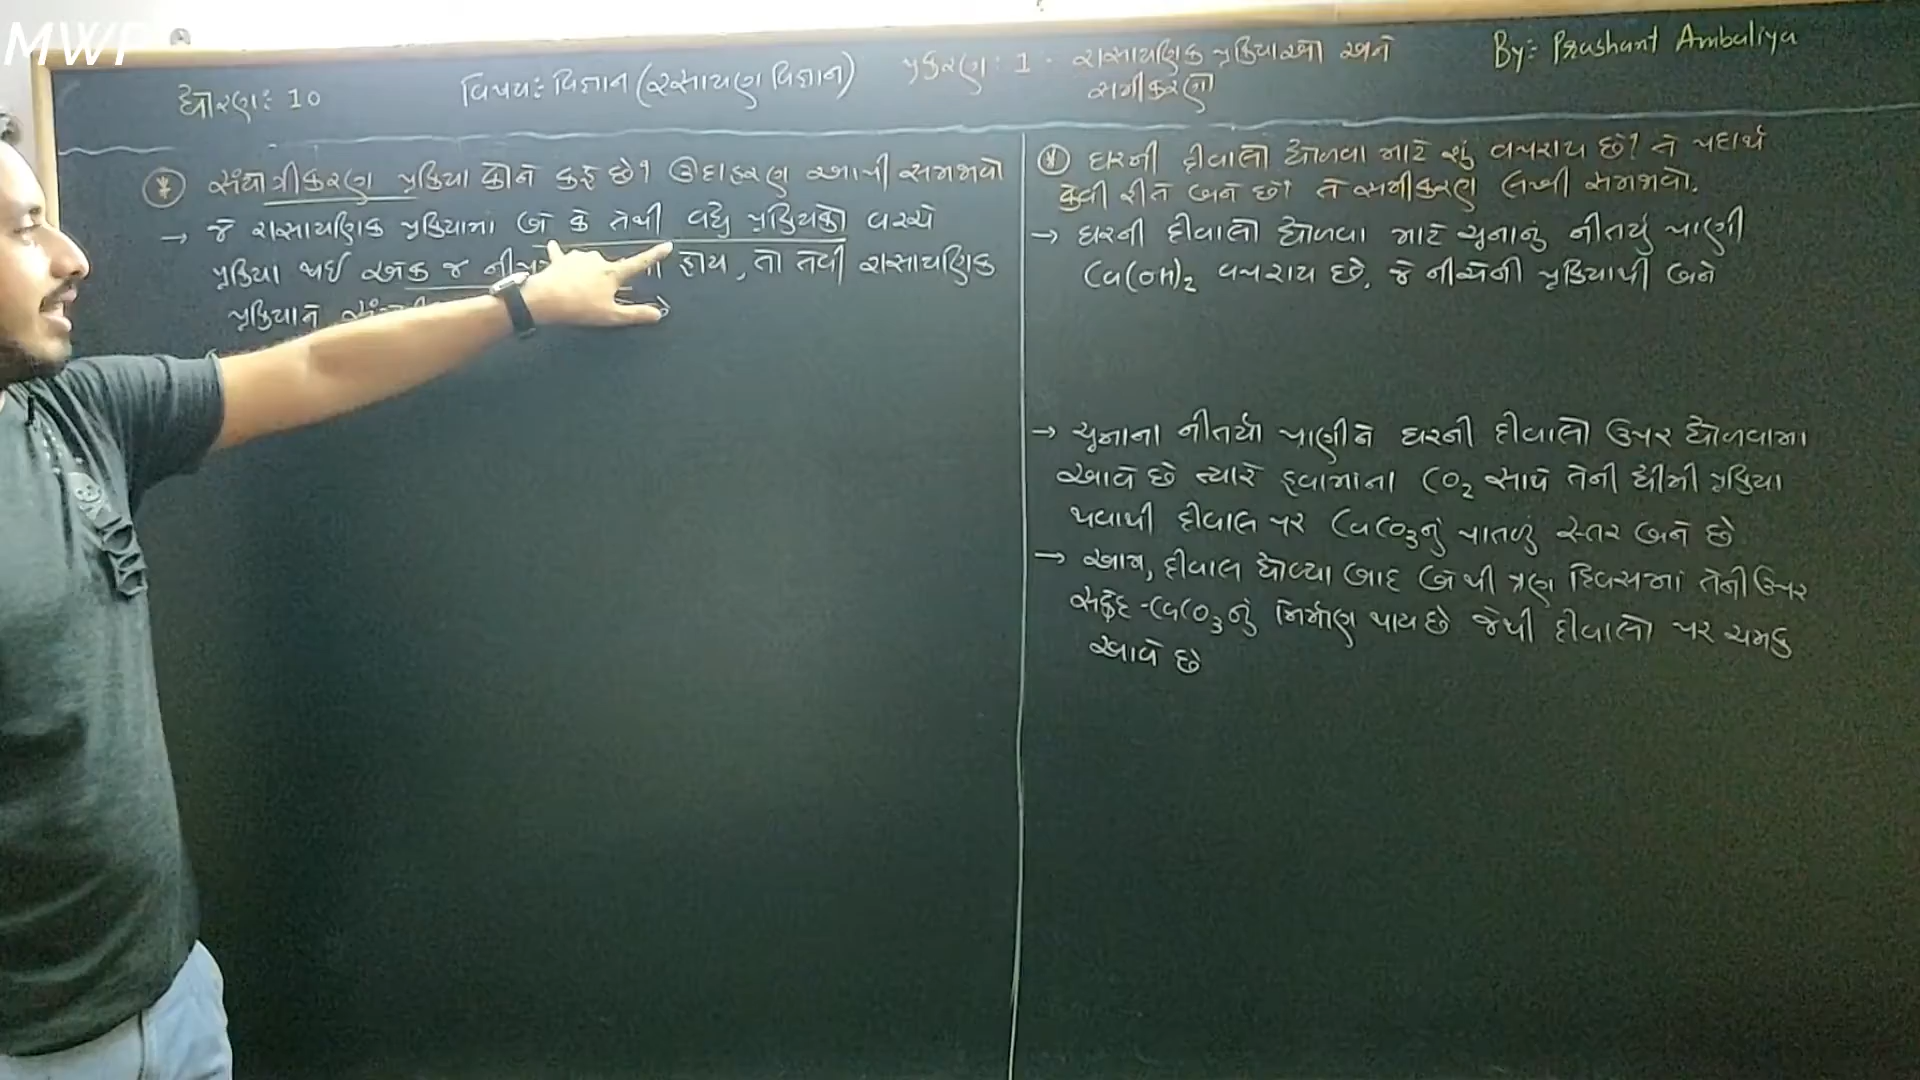 MWP
ધોરણ: 10
વિષય: વિજ્ઞાન (રસાયણ વિજ્ઞાન)
પ્રકરણ: 1. રાસાયણિક પ્રક્રિયાઓ અને
સમીકરણો
By: Prashant Ambaliya
* સંયોગીકરણ પ્રક્રિયા કોને કહે છે? ઉદાહરણ આપી સમજાવો
→ જે રાસાયણિક પ્રક્રિયામાં બે કે તેથી વધુ પ્રક્રિયકો વચ્ચે
પ્રક્રિયા થઈ એક જ હોય, તો તેવી રાસાયણિક
પ્રક્રિયાને છે
* ઘરની દીવાલો ધોળવા માટે શું વપરાય છે? તે પદાર્થ
કેવી રીતે બને છે? તે સમીકરણ લખી સમજાવો.
→ ઘરની દીવાલો ધોળવા માટે ચૂનાનું નીતર્યુ પાણી
Ca(OH)₂ વપરાય છે. જે નીચેની પ્રક્રિયાથી બને
→ ચૂનાના નીતર્યા પાણીને ઘરની દીવાલો ઉપર ધોળવામા
આવે છે ત્યારે હવામાંના CO₂ સાથે તેની ધીમી પ્રક્રિયા
થવાથી દીવાલ પર CaCO₃નું પાતળું સ્તર બને છે
→ આમ, દીવાલ ધોળ્યા બાદ બે થી ત્રણ દિવસમાં તેની ઉપર
સફેદ -CaCO₃નું નિર્માણ થાય છે જેથી દીવાલો પર ચમક
આવે છે